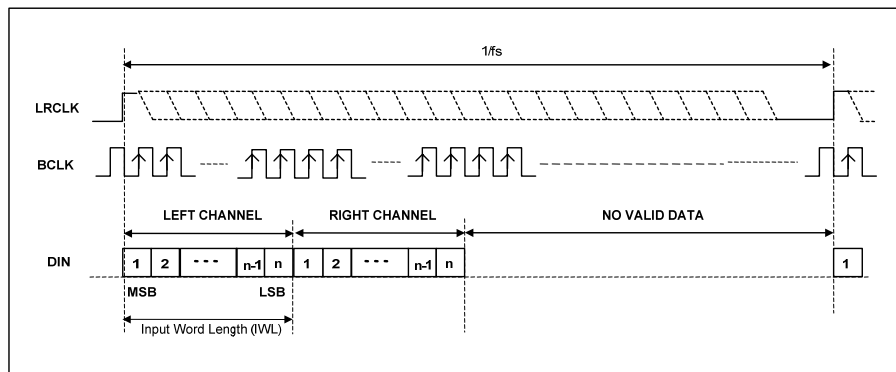 1/fs
LRCLK
BCLK
LEFT CHANNEL RIGHT CHANNEL NO VALID DATA
DIN 1 2 n-1 n 1 2 n-1 n 1
MSB LSB
Input Word Length (IWL)